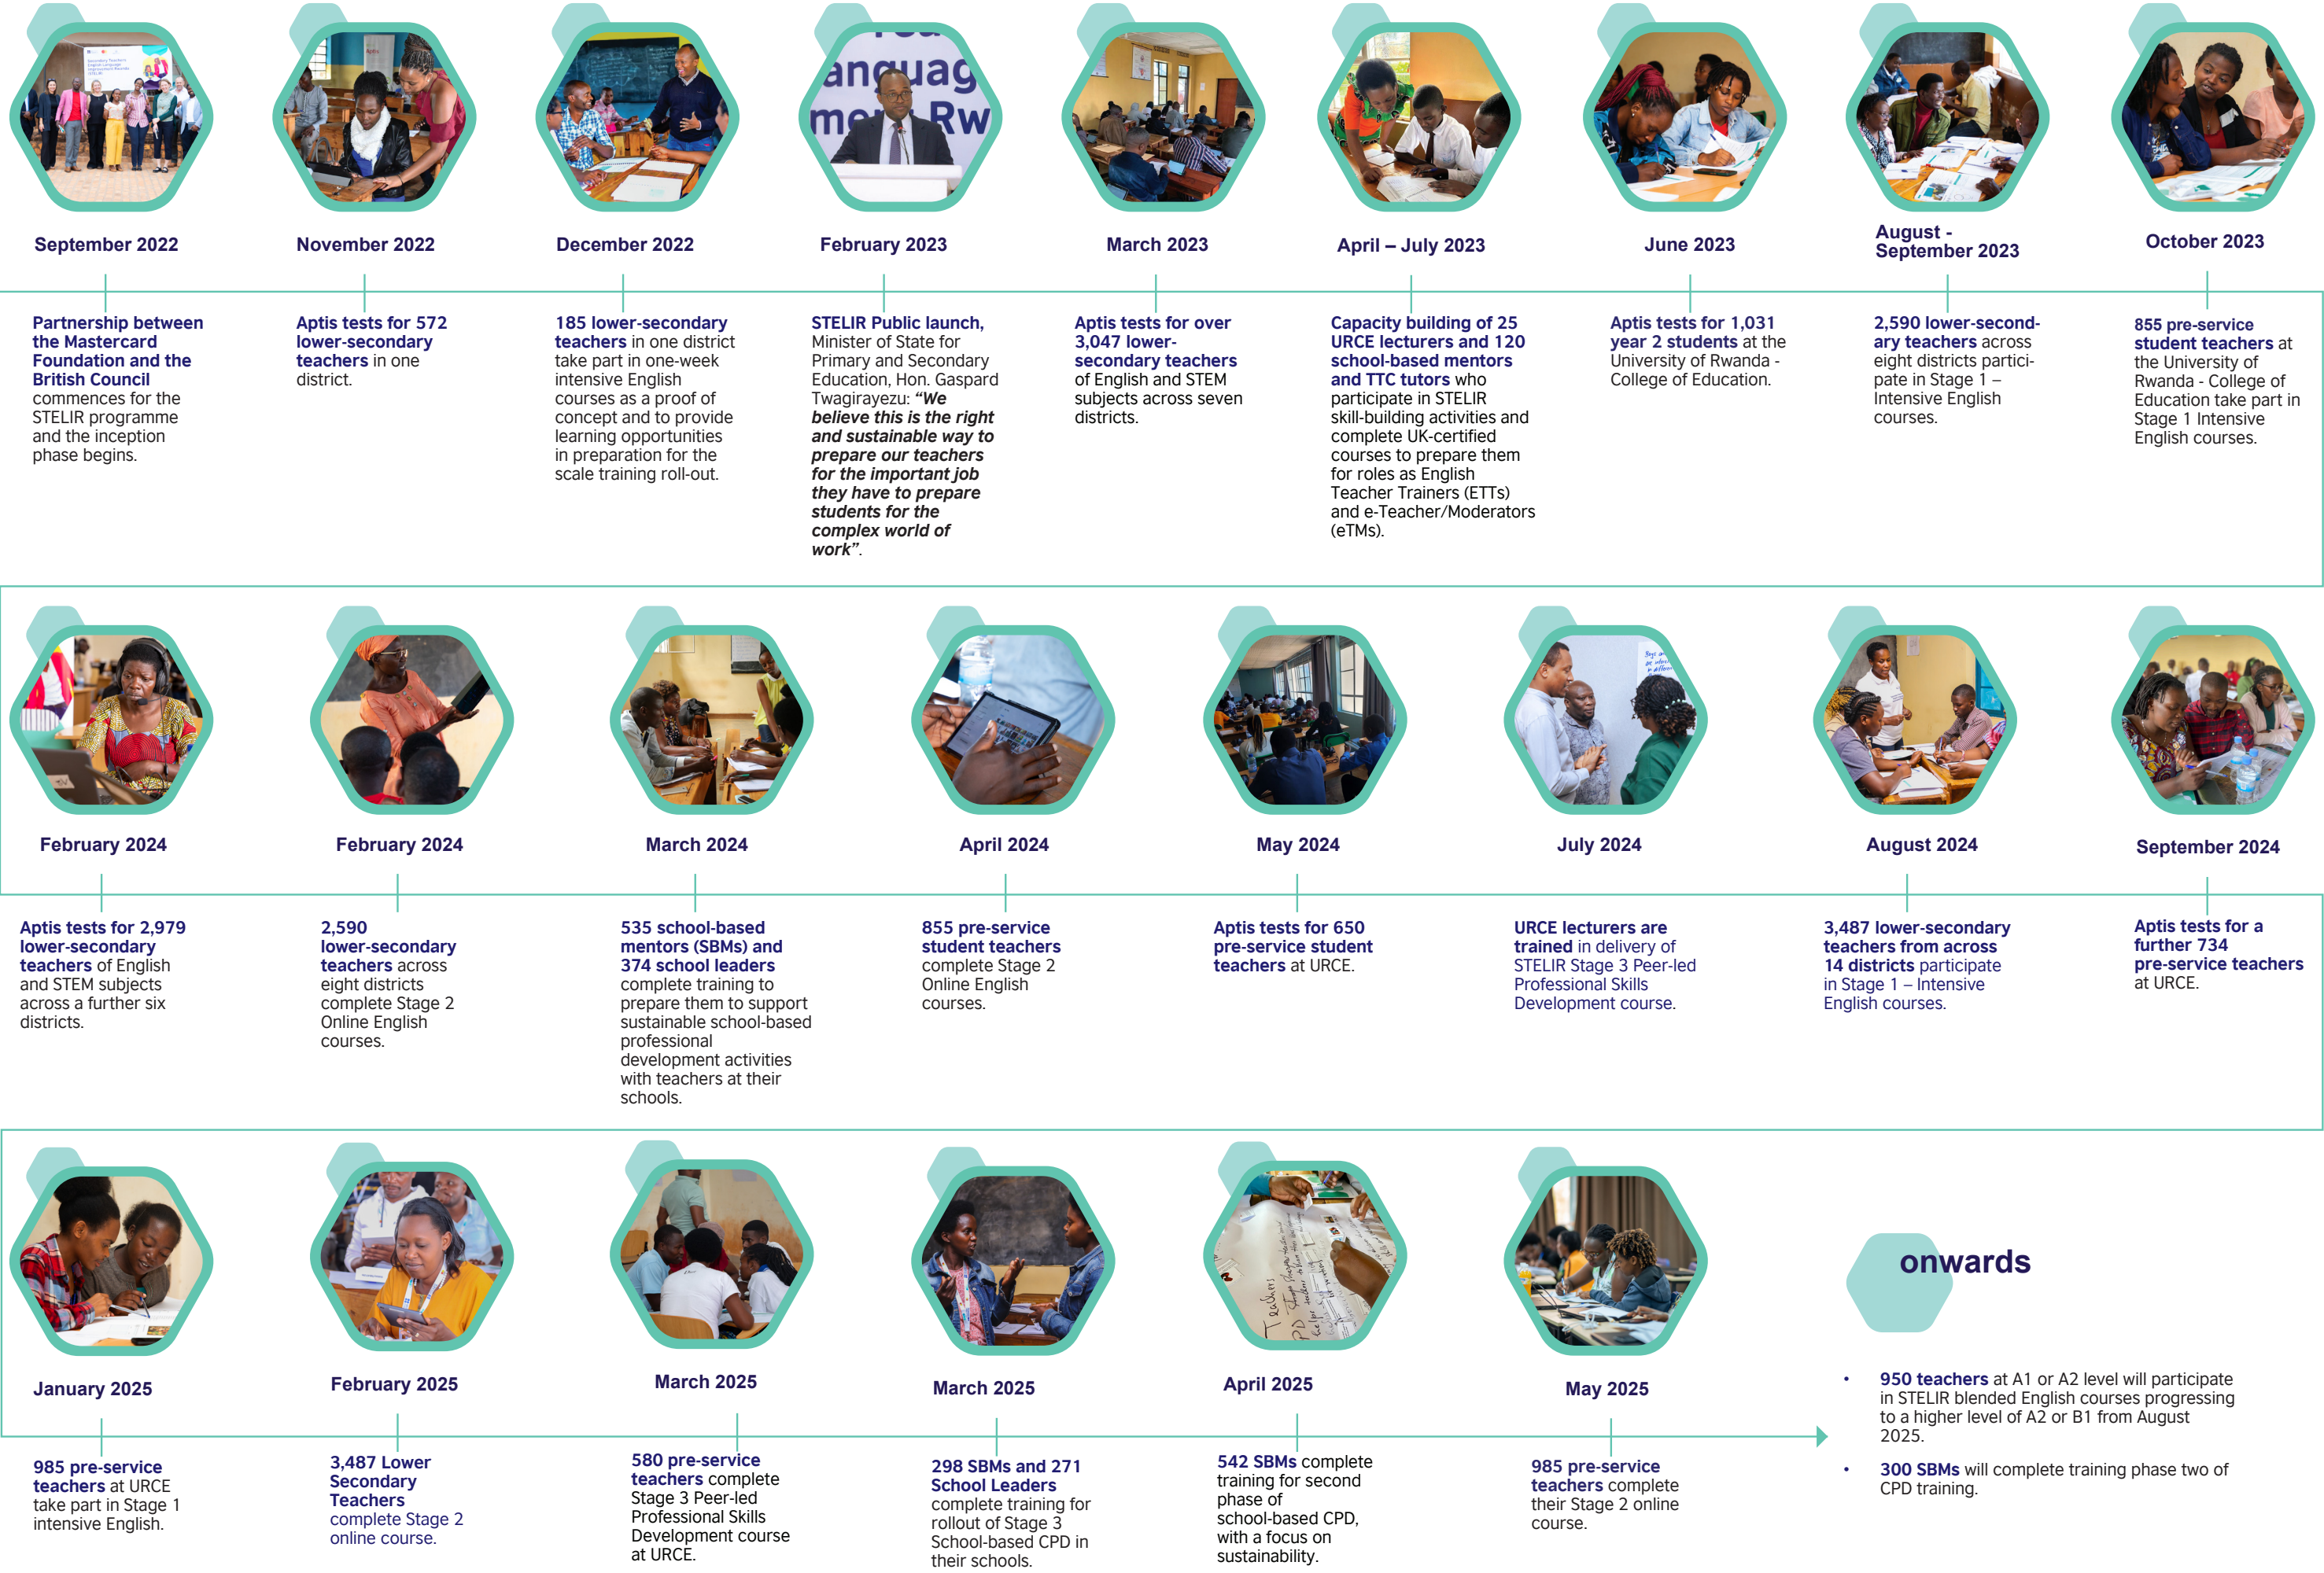 Secondary Teachers
English Language
Improvement Rwanda
(STELIR)
anguag
men
Rw
September 2022
Partnership between
the Mastercard
Foundation and the
British Council
commences for the
STELIR programme
and the inception
phase begins.
November 2022
Aptis tests for 572
lower-secondary
teachers in one
district.
December 2022
185 lower-secondary
teachers in one district
take part in one-week
intensive English
courses as a proof of
concept and to provide
learning opportunities
in preparation for the
scale training roll-out.
February 2023
STELIR Public launch,
Minister of State for
Primary and Secondary
Education, Hon. Gaspard
Twagirayezu: “We
believe this is the right
and sustainable way to
prepare our teachers
for the important job
they have to prepare
students for the
complex world of
work”.
March 2023
Aptis tests for over
3,047 lower-
secondary teachers
of English and STEM
subjects across seven
districts.
April – July 2023
Capacity building of 25
URCE lecturers and 120
school-based mentors
and TTC tutors who
participate in STELIR
skill-building activities and
complete UK-certified
courses to prepare them
for roles as English
Teacher Trainers (ETTs)
and e-Teacher/Moderators
(eTMs).
June 2023
Aptis tests for 1,031
year 2 students at the
University of Rwanda -
College of Education.
August -
September 2023
2,590 lower-second-
ary teachers across
eight districts partici-
pate in Stage 1 –
Intensive English
courses.
October 2023
855 pre-service
student teachers at
the University of
Rwanda - College of
Education take part in
Stage 1 Intensive
English courses.
February 2024
Aptis tests for 2,979
lower-secondary
teachers of English
and STEM subjects
across a further six
districts.
February 2024
2,590
lower-secondary
teachers across
eight districts
complete Stage 2
Online English
courses.
March 2024
535 school-based
mentors (SBMs) and
374 school leaders
complete training to
prepare them to support
sustainable school-based
professional
development activities
with teachers at their
schools.
April 2024
855 pre-service
student teachers
complete Stage 2
Online English
courses.
May 2024
Aptis tests for 650
pre-service student
teachers at URCE.
July 2024
URCE lecturers are
trained in delivery of
STELIR Stage 3 Peer-led
Professional Skills
Development course.
August 2024
3,487 lower-secondary
teachers from across
14 districts participate
in Stage 1 – Intensive
English courses.
September 2024
Aptis tests for a
further 734
pre-service teachers
at URCE.
January 2025
985 pre-service
teachers at URCE
take part in Stage 1
intensive English.
February 2025
3,487 Lower
Secondary
Teachers
complete Stage 2
online course.
March 2025
580 pre-service
teachers complete
Stage 3 Peer-led
Professional Skills
Development course
at URCE.
March 2025
298 SBMs and 271
School Leaders
complete training for
rollout of Stage 3
School-based CPD in
their schools.
Teachers
April 2025
542 SBMs complete
training for second
phase of
school-based CPD,
with a focus on
sustainability.
May 2025
985 pre-service
teachers complete
their Stage 2 online
course.
onwards
• 950 teachers at A1 or A2 level will participate
in STELIR blended English courses progressing
to a higher level of A2 or B1 from August
2025.
• 300 SBMs will complete training phase two of
CPD training.